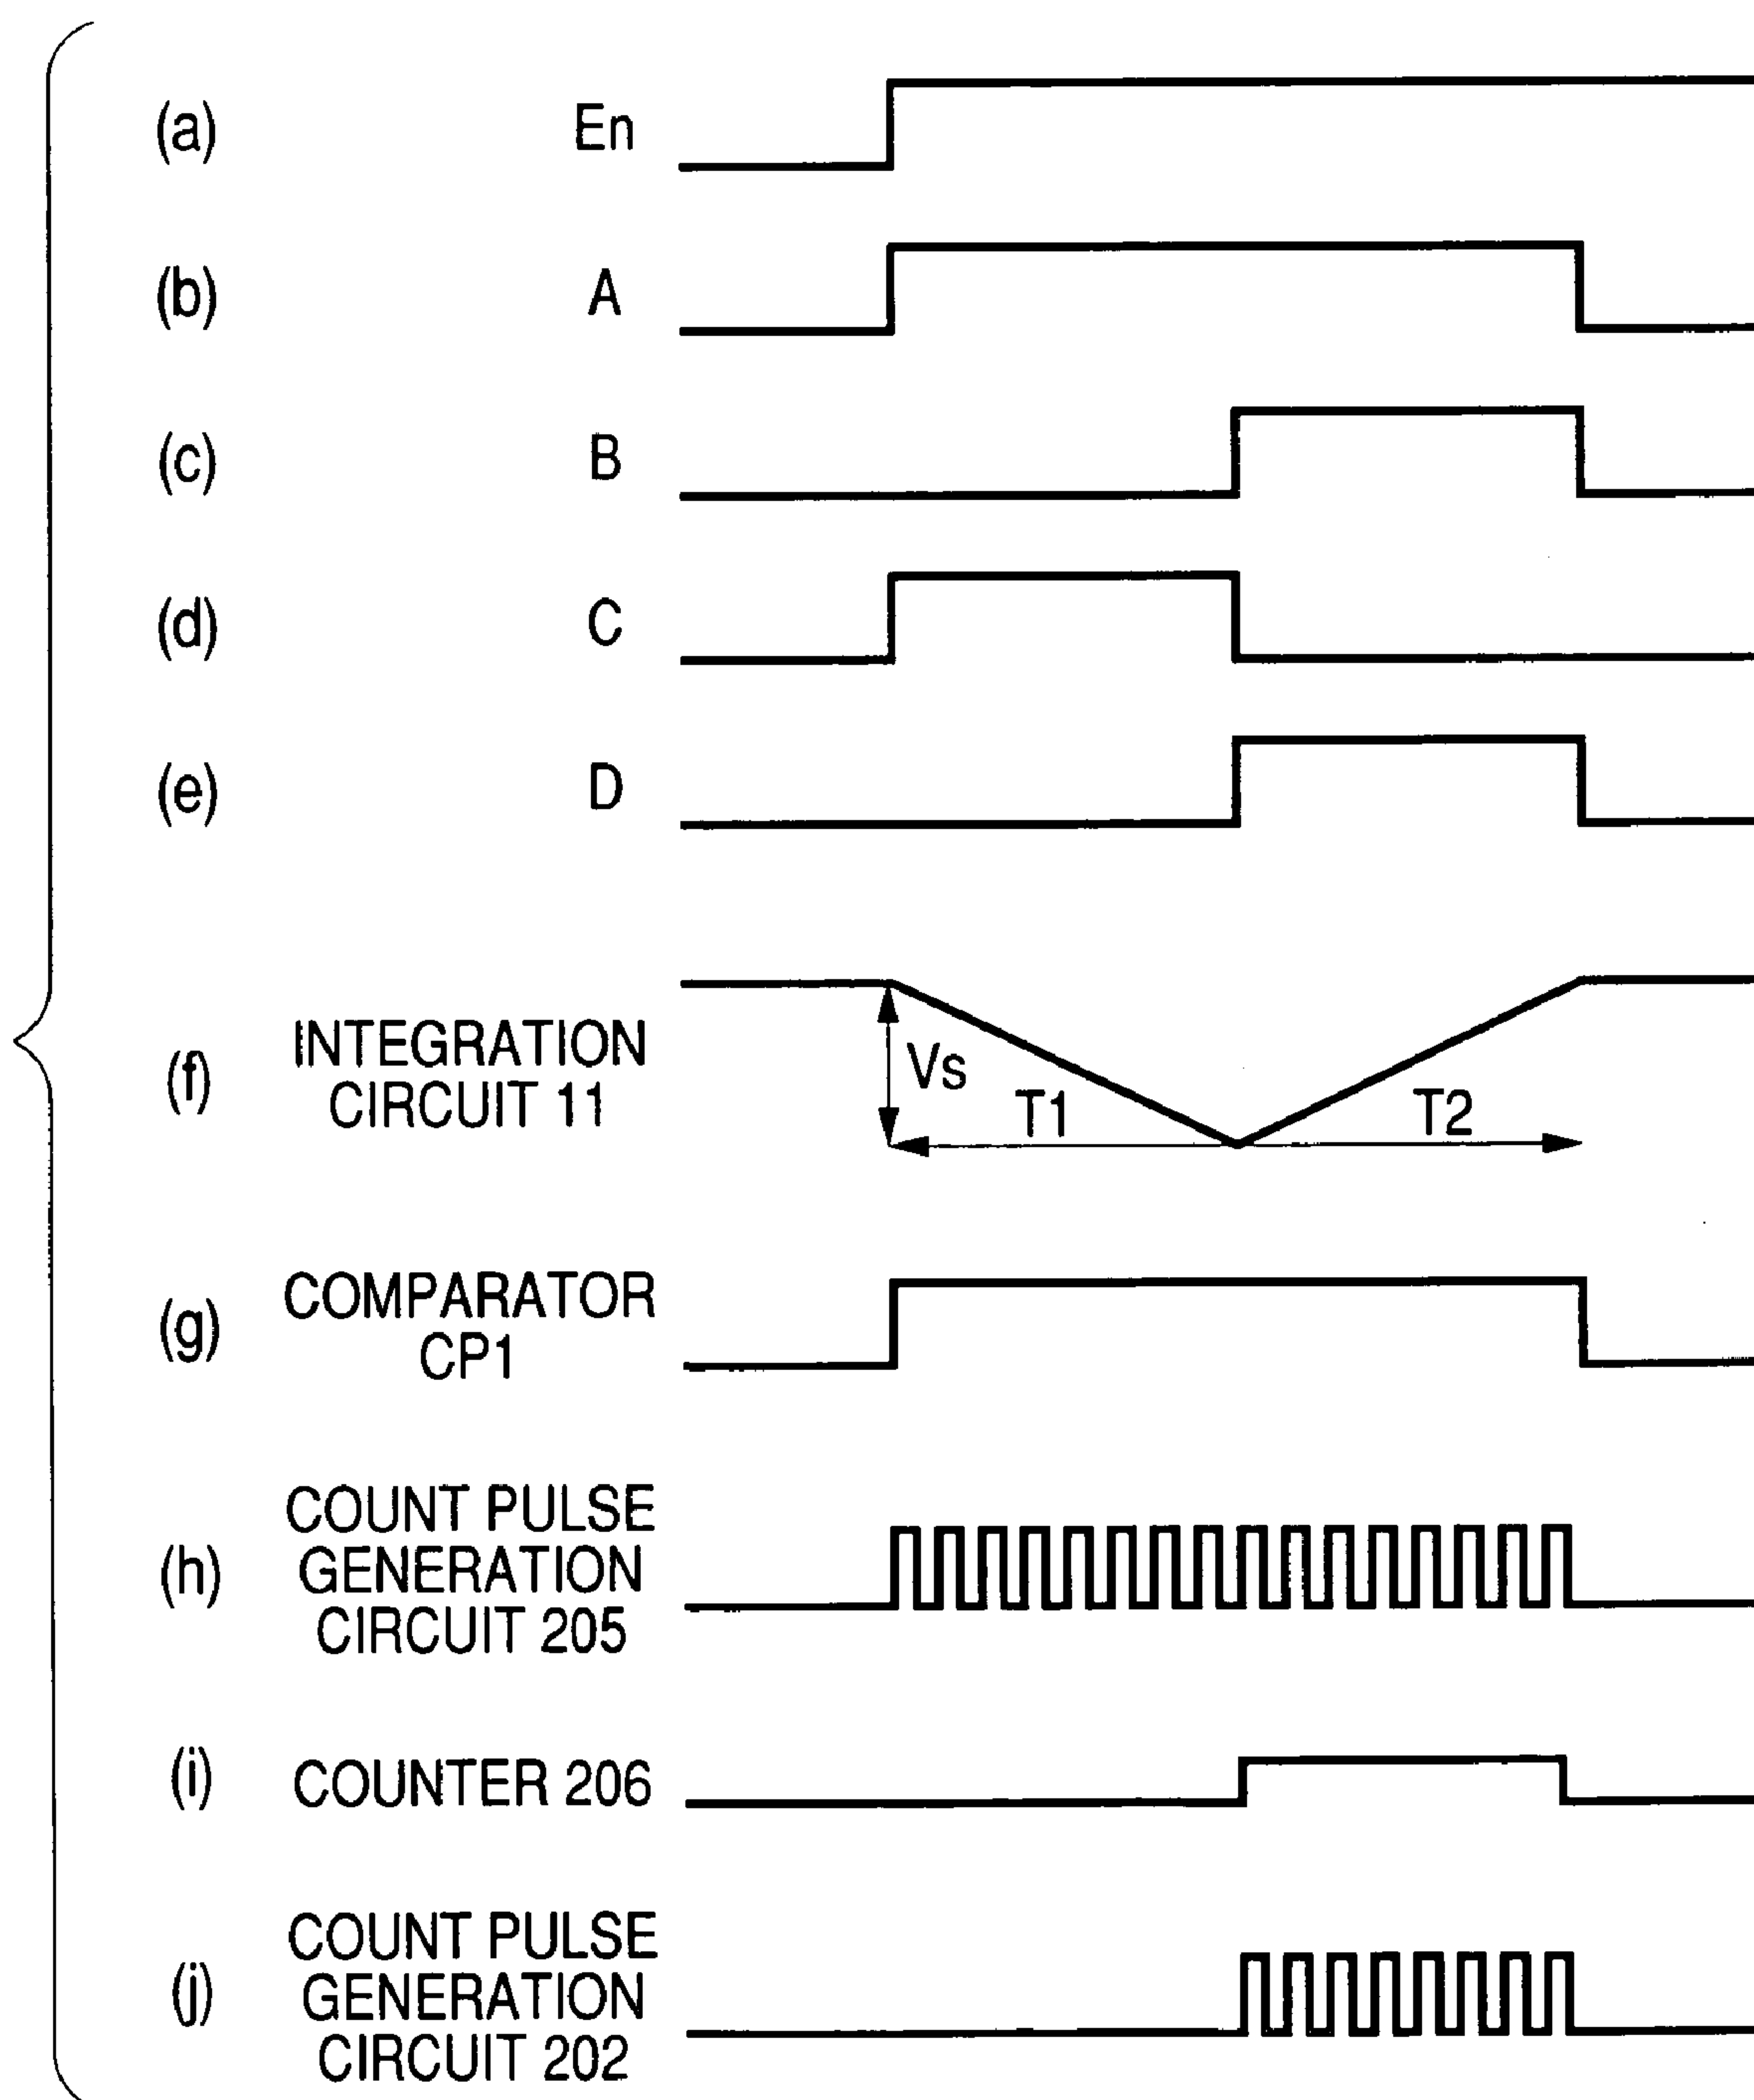 (a) En
(b) A
(c) B
(d) C
(e) D
(f) INTEGRATION
CIRCUIT 11
Vs
T1 T2
(g) COMPARATOR
CP1
(h) COUNT PULSE
GENERATION
CIRCUIT 205
(i) COUNTER 206
(j) COUNT PULSE
GENERATION
CIRCUIT 202